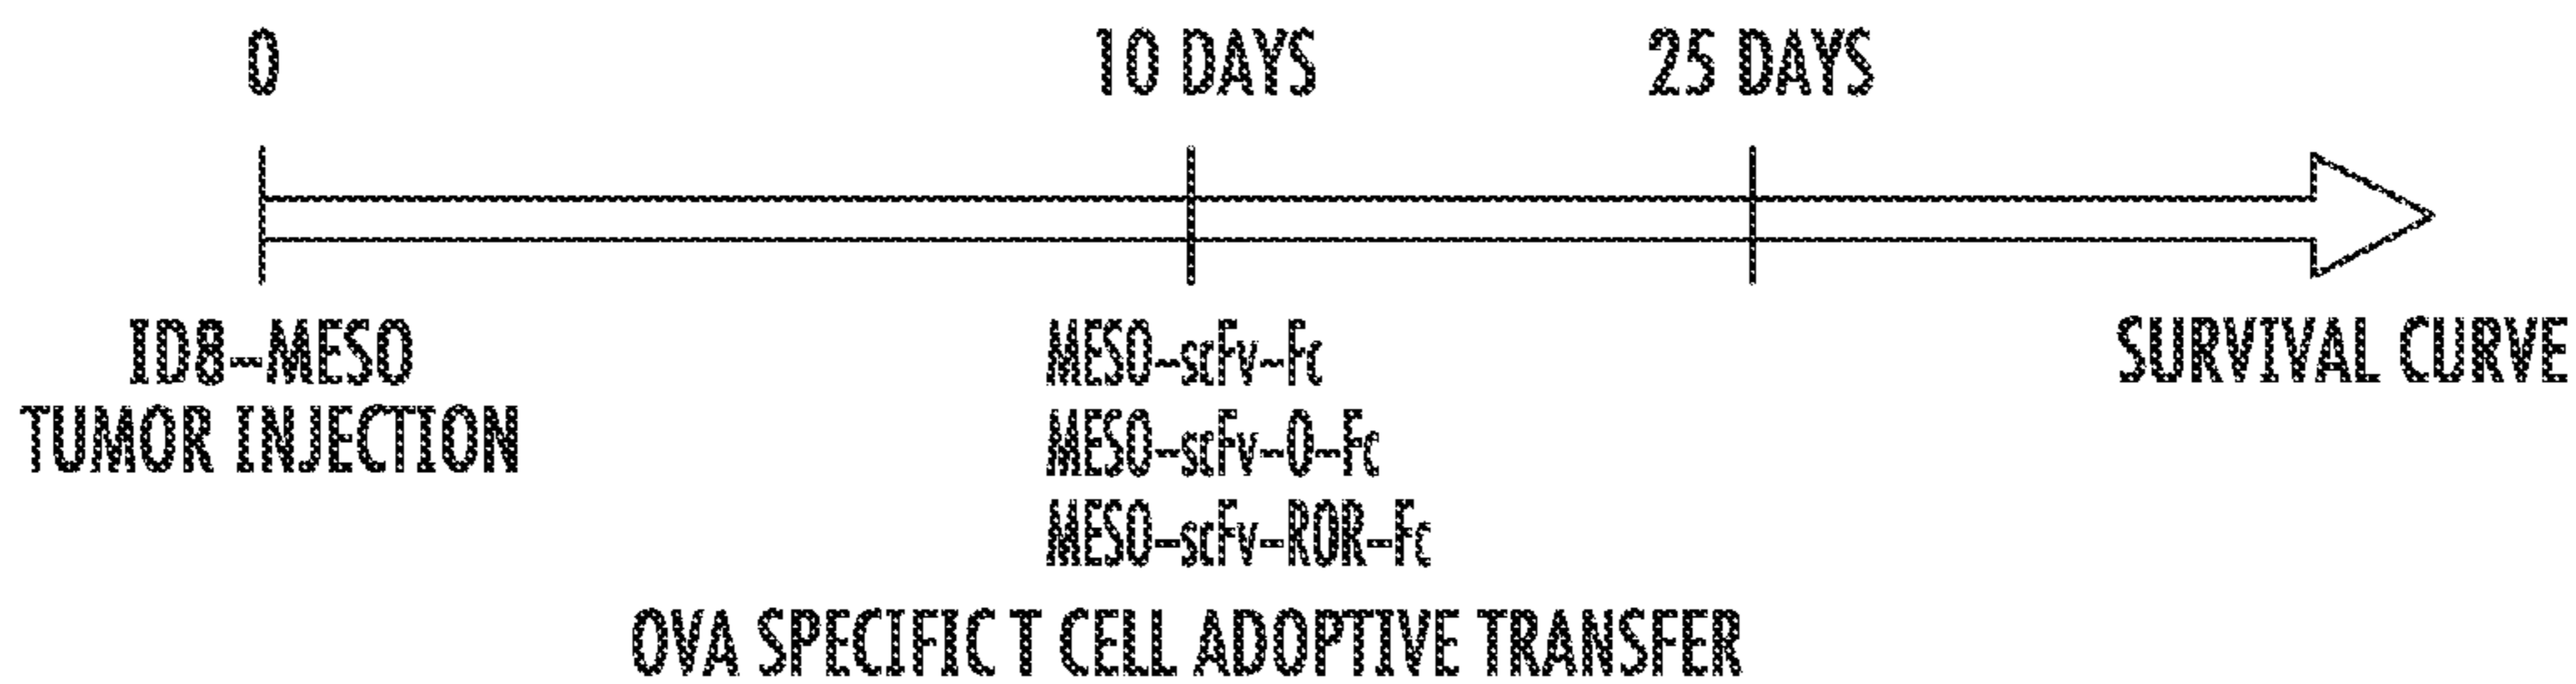 0 10 DAYS 25 DAYS
ID8-MESO
TUMOR INJECTION
MESO-scFv-Fc
MESO-scFv-O-Fc
MESO-scFv-ROR-Fc
OVA SPECIFIC T CELL ADOPTIVE TRANSFER
SURVIVAL CURVE